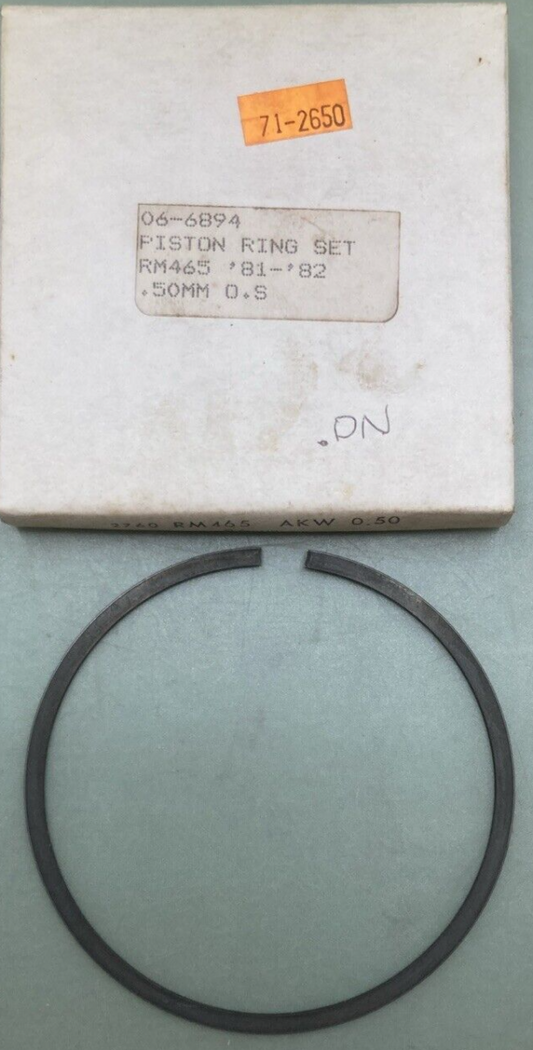 71-2650
06-6894
PISTON RING SET
RM465 '81-'82
.50MM O.S
.DN
RM465 AKW 0.50